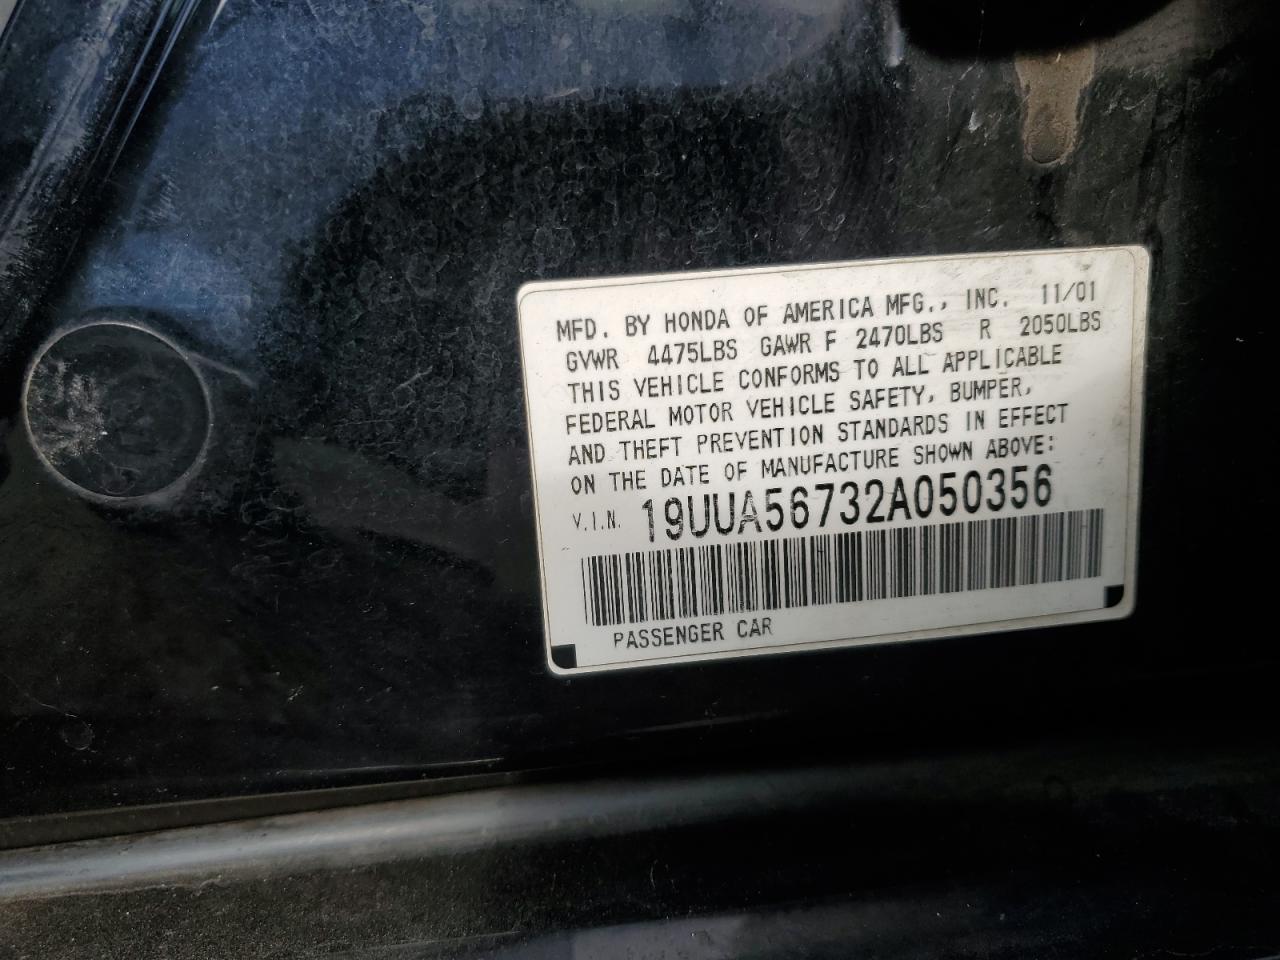 MFD. BY HONDA OF AMERICA MFG., INC. 11/01
GVWR 4475LBS GAWR F 2470LBS R 2050LBS
THIS VEHICLE CONFORMS TO ALL APPLICABLE
FEDERAL MOTOR VEHICLE SAFETY, BUMPER,
AND THEFT PREVENTION STANDARDS IN EFFECT
ON THE DATE OF MANUFACTURE SHOWN ABOVE:
V.I.N. 19UUA56732A050356
PASSENGER CAR